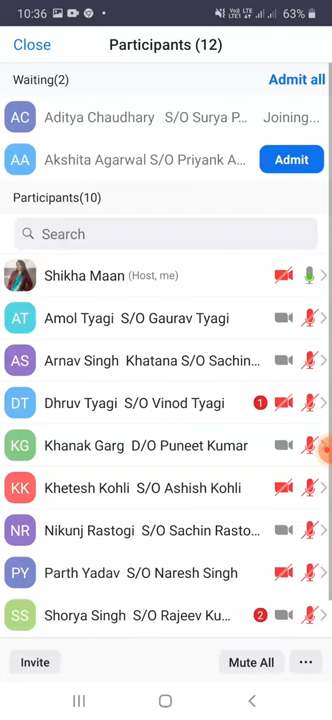 10:36 63%
Close Participants (12)
Waiting(2) Admit all
AC Aditya Chaudhary S/O Surya P... Joining...
AA Akshita Agarwal S/O Priyank A... Admit
Participants(10)
Search
Shikha Maan (Host, me)
AT Amol Tyagi S/O Gaurav Tyagi
AS Arnav Singh Khatana S/O Sachin...
DT Dhruv Tyagi S/O Vinod Tyagi 1
KG Khanak Garg D/O Puneet Kumar
KK Khetesh Kohli S/O Ashish Kohli
NR Nikunj Rastogi S/O Sachin Rasto...
PY Parth Yadav S/O Naresh Singh
SS Shorya Singh S/O Rajeev Ku... 2
Invite Mute All ...